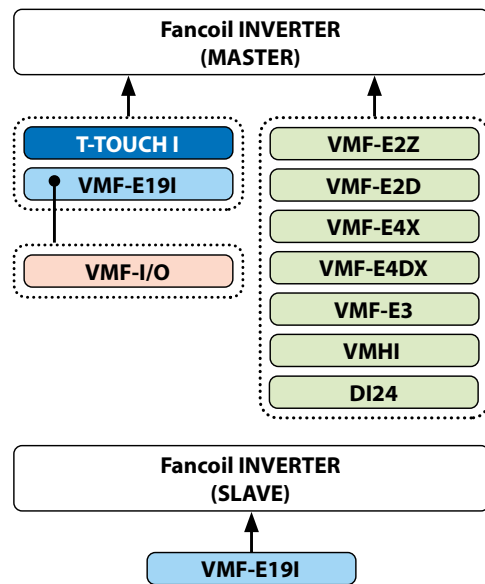 Fancoil INVERTER
(MASTER)
T-TOUCH I
VMF-E19I
VMF-I/O
VMF-E2Z
VMF-E2D
VMF-E4X
VMF-E4DX
VMF-E3
VMHI
DI24
Fancoil INVERTER
(SLAVE)
VMF-E19I